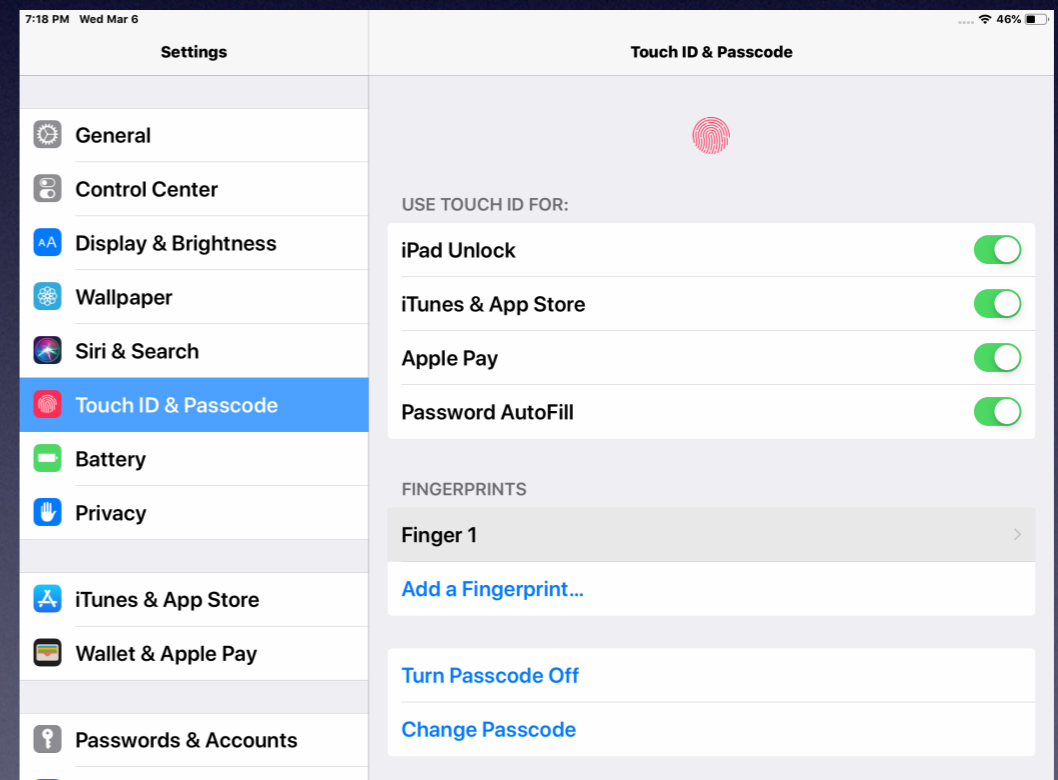 7:18 PM Wed Mar 6
46%
Settings
Touch ID & Passcode
General
Control Center
AA Display & Brightness
Wallpaper
Siri & Search
Touch ID & Passcode
Battery
Privacy
iTunes & App Store
Wallet & Apple Pay
Passwords & Accounts
USE TOUCH ID FOR:
iPad Unlock
iTunes & App Store
Apple Pay
Password AutoFill
FINGERPRINTS
Finger 1
Add a Fingerprint...
Turn Passcode Off
Change Passcode